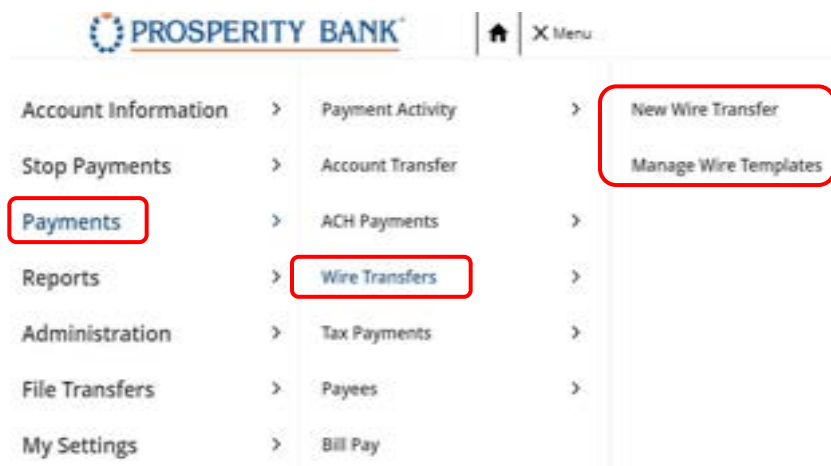 PROSPERITY BANK
Menu
Account Information
Stop Payments
Payments
Reports
Administration
File Transfers
My Settings
Payment Activity
Account Transfer
ACH Payments
Wire Transfers
Tax Payments
Payees
Bill Pay
New Wire Transfer
Manage Wire Templates